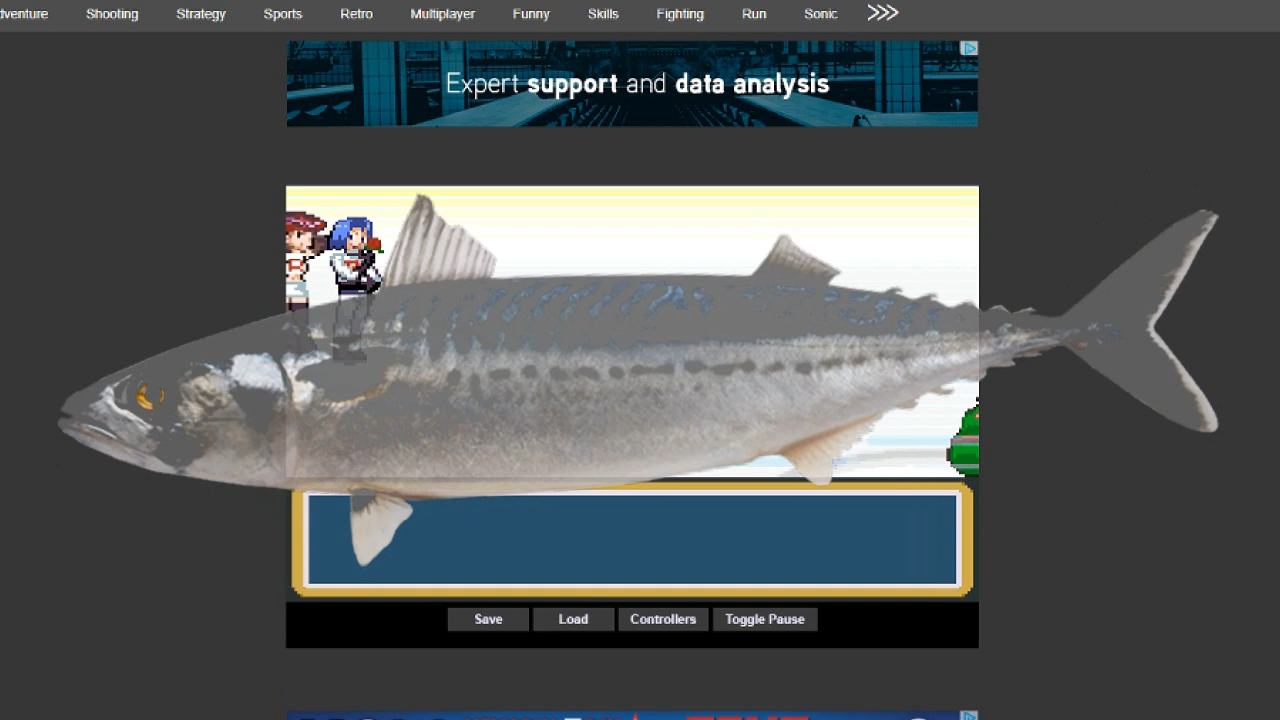 dventure Shooting Strategy Sports Retro Multiplayer Funny Skills Fighting Run Sonic >>>
Expert support and data analysis
Save Load Controllers Toggle Pause